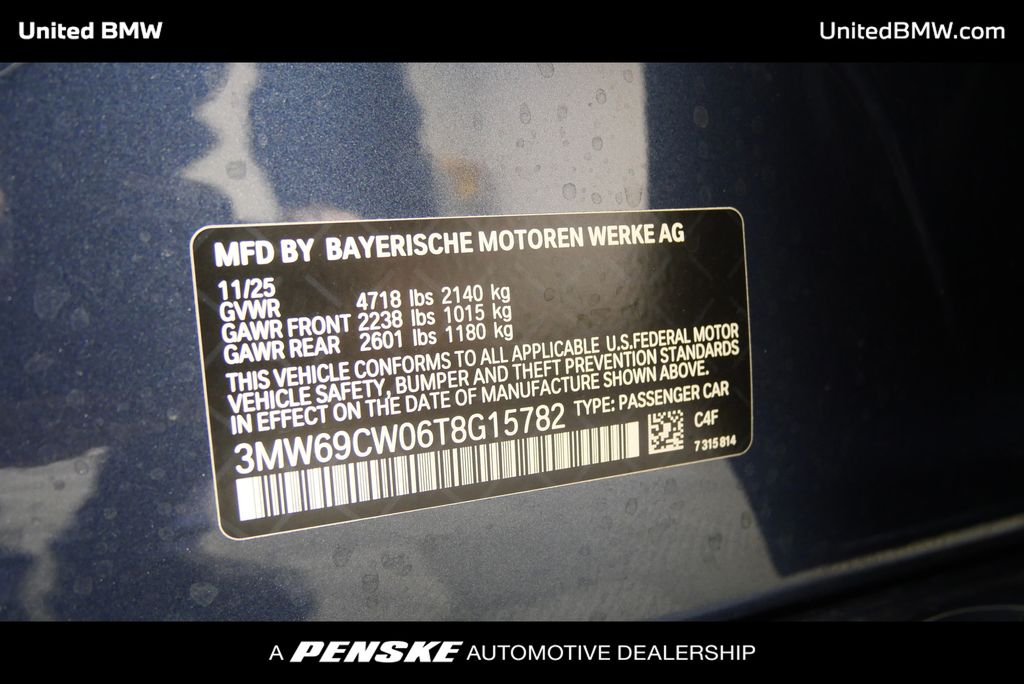 United BMW
UnitedBMW.com
MFD BY BAYERISCHE MOTOREN WERKE AG
11/25
GVWR 4718 lbs 2140 kg
GAWR FRONT 2238 lbs 1015 kg
GAWR REAR 2601 lbs 1180 kg
THIS VEHICLE CONFORMS TO ALL APPLICABLE U.S.FEDERAL MOTOR
VEHICLE SAFETY, BUMPER AND THEFT PREVENTION STANDARDS
IN EFFECT ON THE DATE OF MANUFACTURE SHOWN ABOVE.
3MW69CW06T8G15782 TYPE: PASSENGER CAR
C4F
7 315 814
A PENSKE AUTOMOTIVE DEALERSHIP